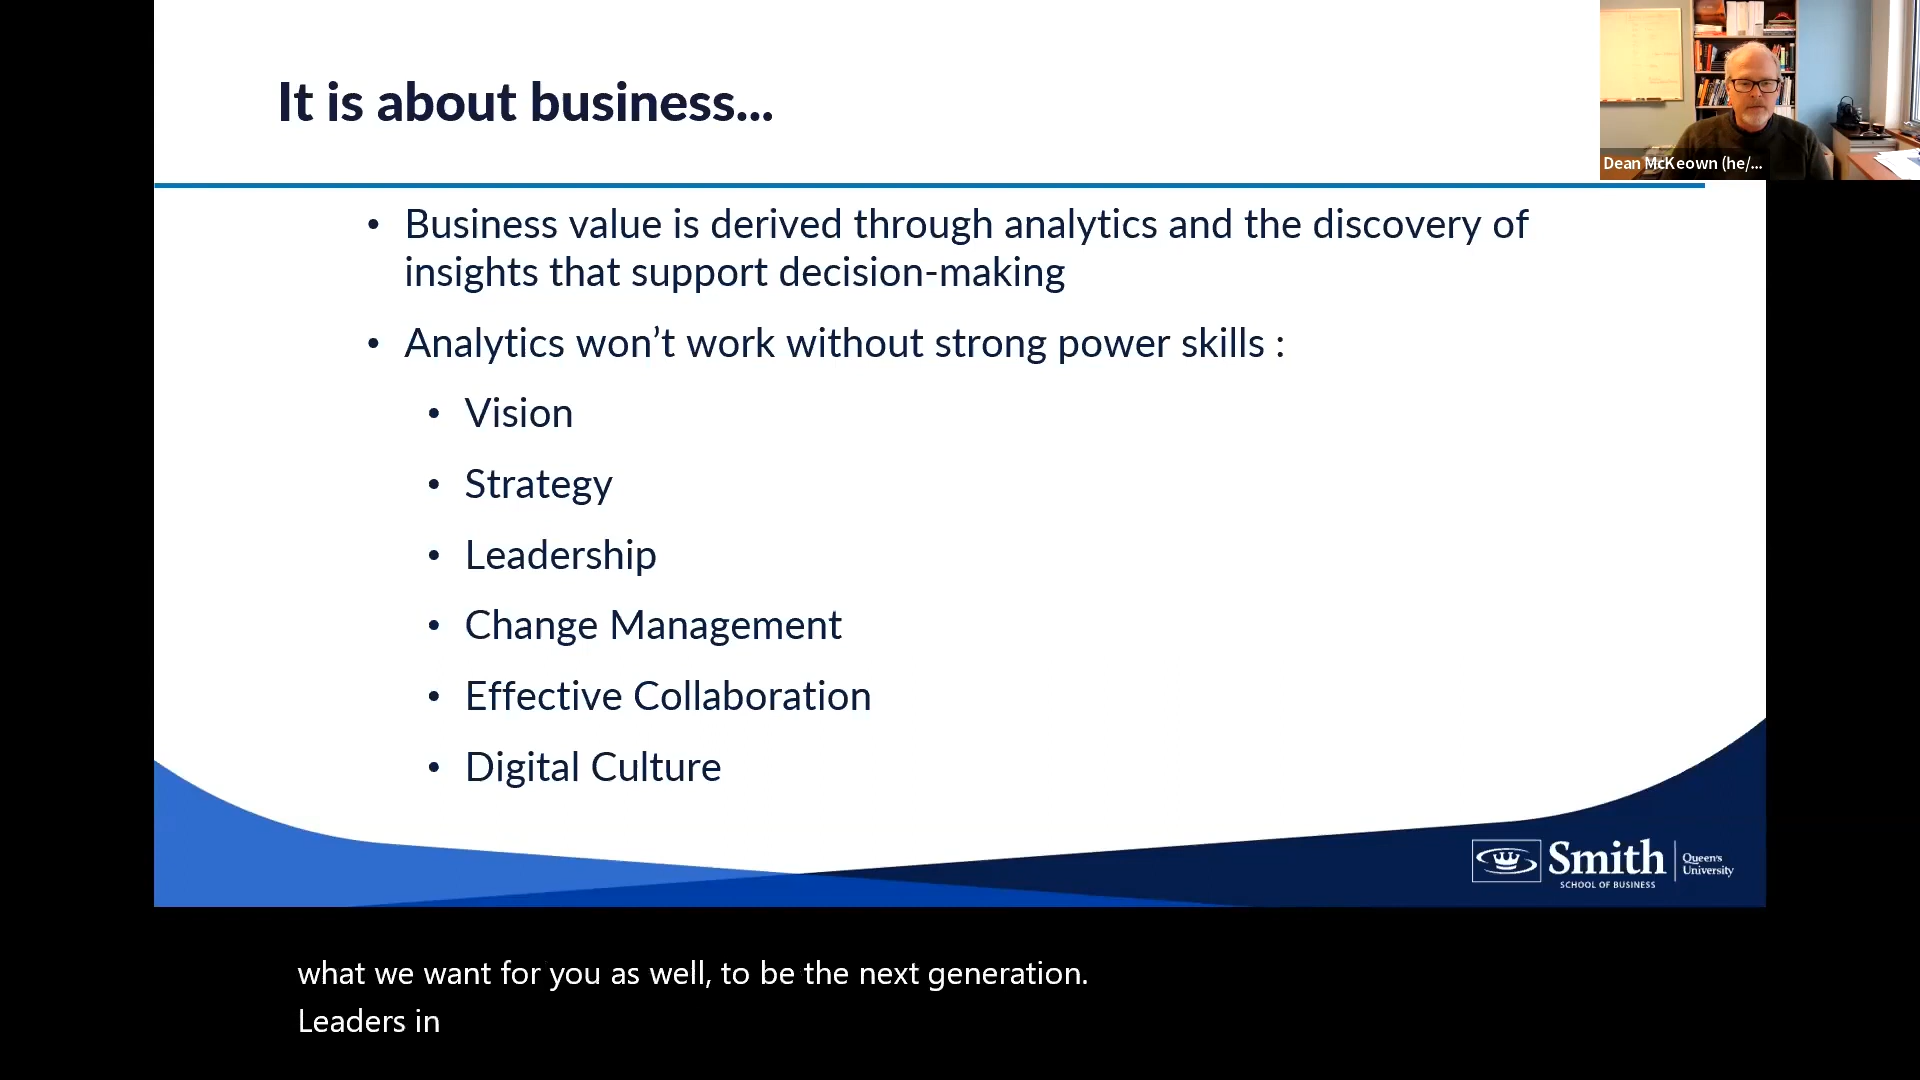 It is about business...
Dean McKeown (he/...
• Business value is derived through analytics and the discovery of
insights that support decision-making
• Analytics won’t work without strong power skills :
• Vision
• Strategy
• Leadership
• Change Management
• Effective Collaboration
• Digital Culture
Smith
SCHOOL OF BUSINESS
Queen's
University
what we want for you as well, to be the next generation.
Leaders in